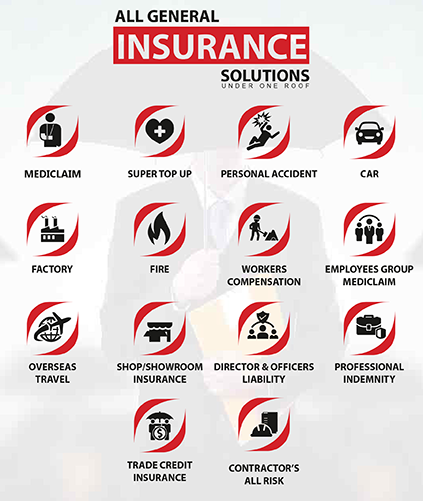 ALL GENERAL
INSURANCE
SOLUTIONS
UNDER ONE ROOF
MEDICLAIM
SUPER TOP UP
PERSONAL ACCIDENT
CAR
FACTORY
FIRE
WORKERS
COMPENSATION
EMPLOYEES GROUP
MEDICLAIM
OVERSEAS
TRAVEL
SHOP/SHOWROOM
INSURANCE
DIRECTOR & OFFICERS
LIABILITY
PROFESSIONAL
INDEMNITY
TRADE CREDIT
INSURANCE
CONTRACTOR'S
ALL RISK